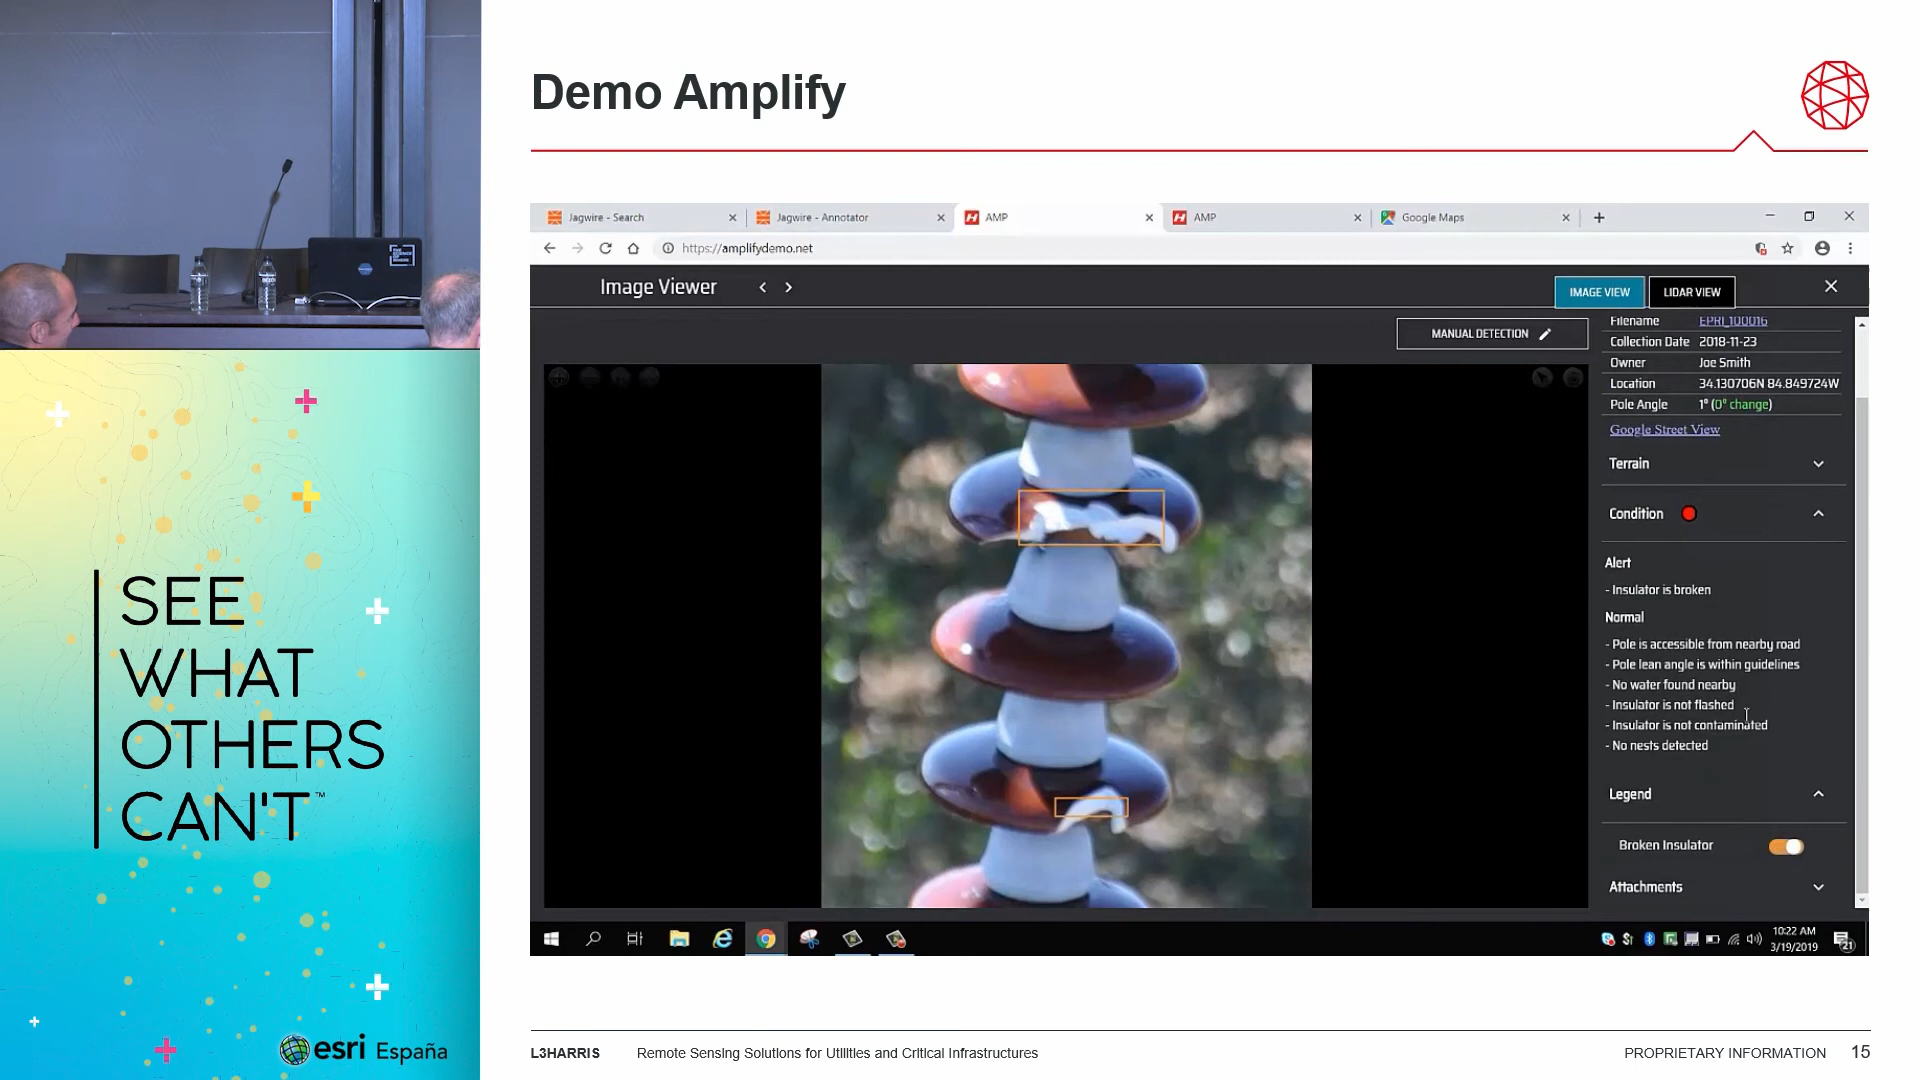 Demo Amplify
Jagwire - Search
Jagwire - Annotator
AMP
AMP
Google Maps
https://amplifydemo.net
Image Viewer
IMAGE VIEW
LIDAR VIEW
MANUAL DETECTION
Filename EPRI_100016
Collection Date 2018-11-23
Owner Joe Smith
Location 34.130706N 84.849724W
Pole Angle 1° (0° change)
Google Street View
Terrain
Condition
Alert
- Insulator is broken
Normal
- Pole is accessible from nearby road
- Pole lean angle is within guidelines
- No water found nearby
- Insulator is not flashed
- Insulator is not contaminated
- No nests detected
Legend
Broken Insulator
Attachments
10:22 AM
3/19/2019
21
SEE
WHAT
OTHERS
CAN'T™
esri España
L3HARRIS
Remote Sensing Solutions for Utilities and Critical Infrastructures
PROPRIETARY INFORMATION 15